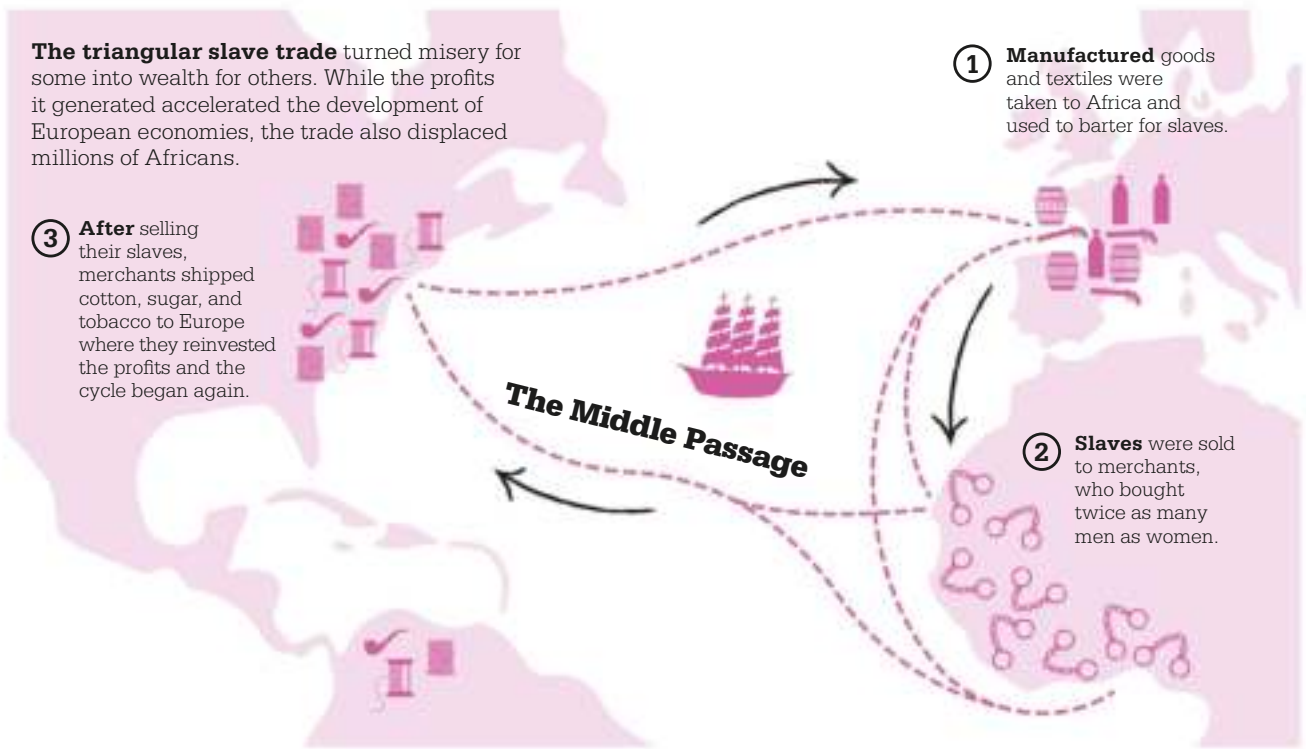 The triangular slave trade turned misery for
some into wealth for others. While the profits
it generated accelerated the development of
European economies, the trade also displaced
millions of Africans.
1
Manufactured goods
and textiles were
taken to Africa and
used to barter for slaves.
3
After selling
their slaves,
merchants shipped
cotton, sugar, and
tobacco to Europe
where they reinvested
the profits and the
cycle began again.
The Middle Passage
2
Slaves were sold
to merchants,
who bought
twice as many
men as women.